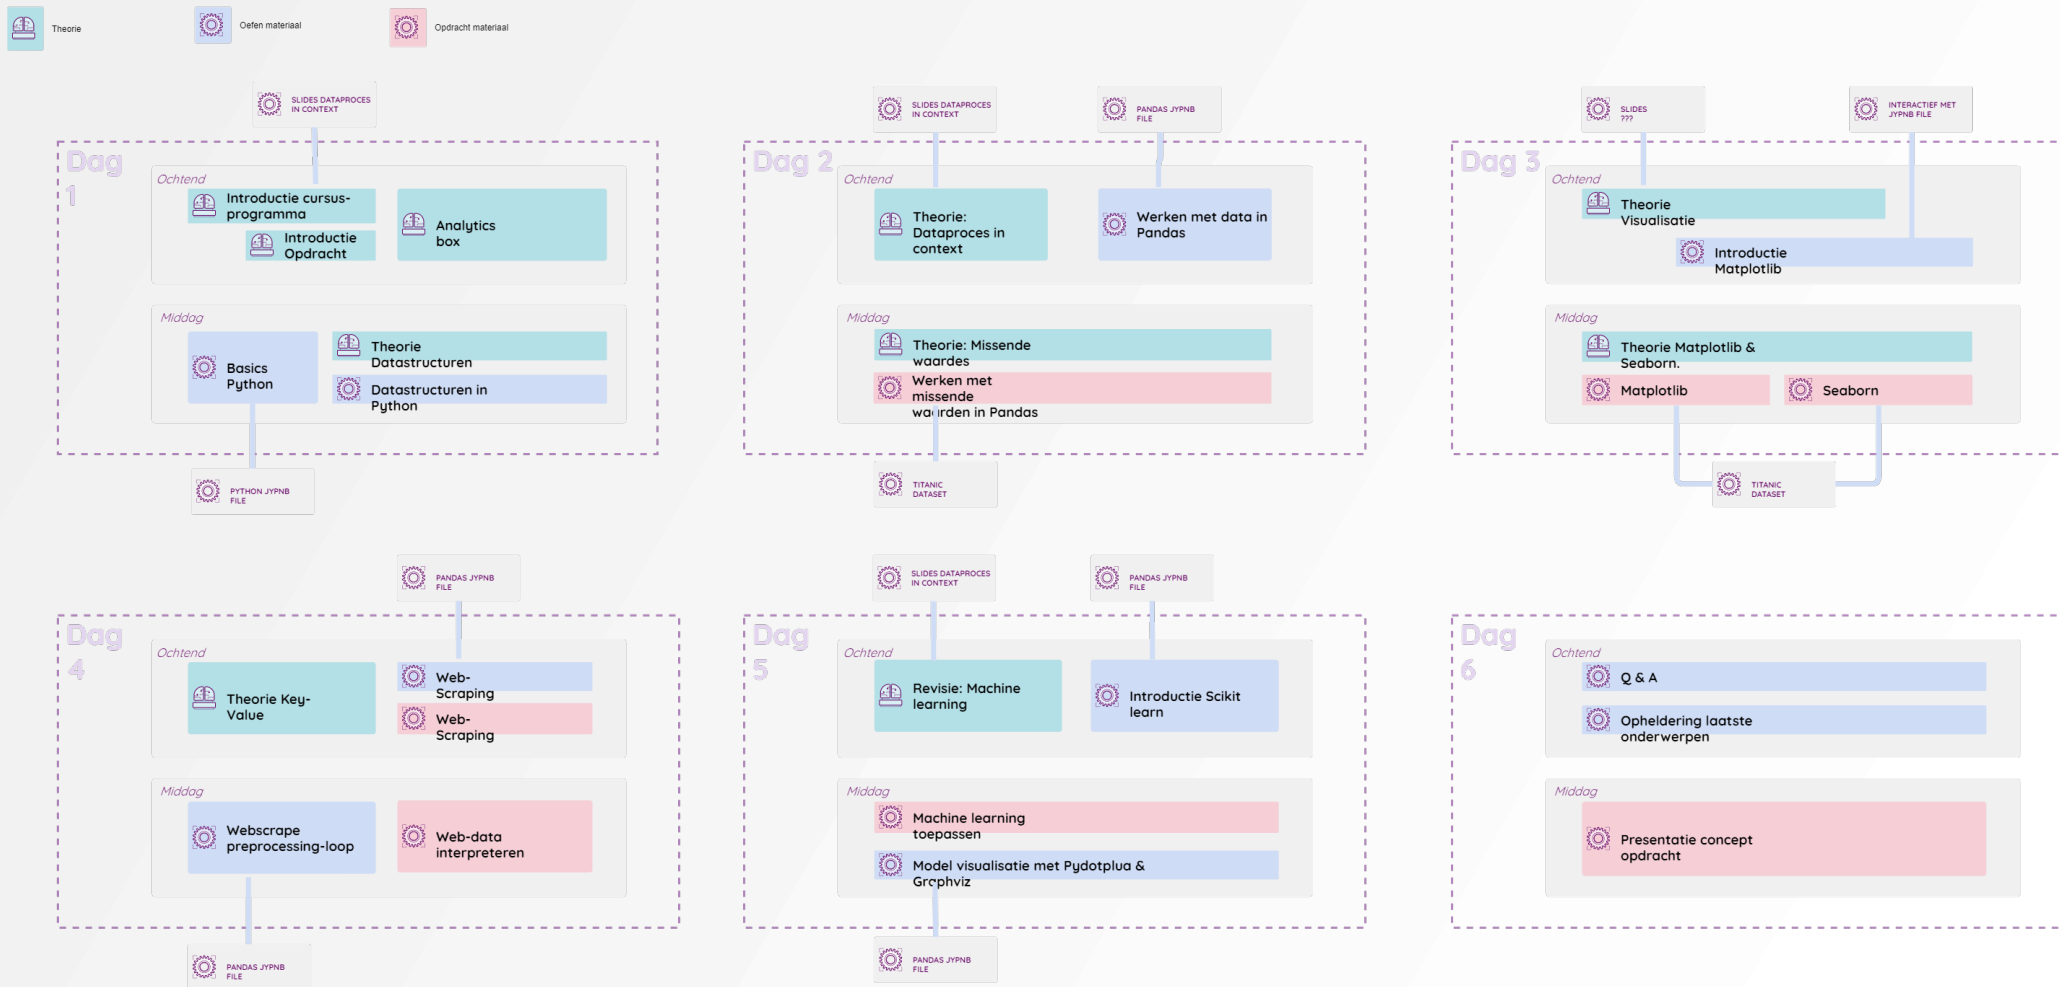 Theorie
Oefen materiaal
Opdracht materiaal
SLIDES DATAPROCES
IN CONTEXT
Dag
1
Ochtend
Introductie cursus-
programma
Introductie
Opdracht
Analytics
box
Middag
Basics
Python
Theorie
Datastructuren
Datastructuren in
Python
PYTHON JYPNB
FILE
SLIDES DATAPROCES
IN CONTEXT
PANDAS JYPNB
FILE
Dag 2
Ochtend
Theorie:
Dataproces in
context
Werken met data in
Pandas
Middag
Theorie: Missende
waardes
Werken met
missende
waarden in Pandas
TITANIC
DATASET
SLIDES
???
INTERACTIEF MET
JYPNB FILE
Dag 3
Ochtend
Theorie
Visualisatie
Introductie
Matplotlib
Middag
Theorie Matplotlib &
Seaborn.
Matplotlib
Seaborn
TITANIC
DATASET
PANDAS JYPNB
FILE
Dag
4
Ochtend
Theorie Key-
Value
Web-
Scraping
Web-
Scraping
Middag
Webscrape
preprocessing-loop
Web-data
interpreteren
PANDAS JYPNB
FILE
SLIDES DATAPROCES
IN CONTEXT
PANDAS JYPNB
FILE
Dag
5
Ochtend
Revisie: Machine
learning
Introductie Scikit
learn
Middag
Machine learning
toepassen
Model visualisatie met Pydotplua &
Graphviz
PANDAS JYPNB
FILE
Dag
6
Ochtend
Q & A
Opheldering laatste
onderwerpen
Middag
Presentatie concept
opdracht